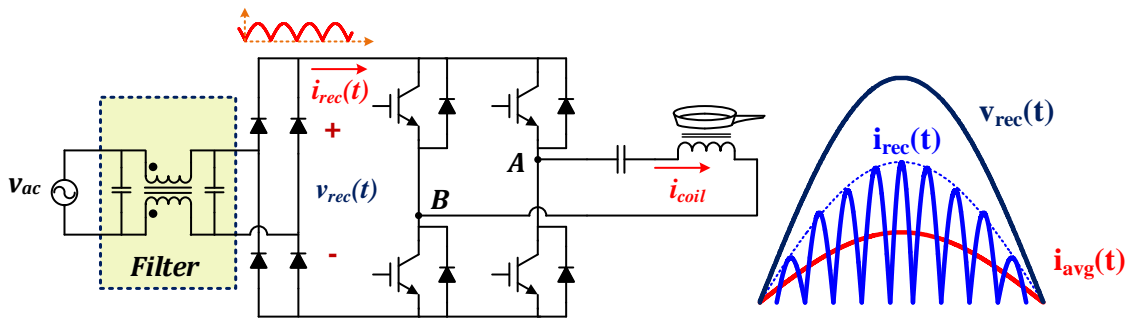 i_rec(t)
+
v_rec(t)
-
v_ac
Filter
A
B
i_coil
v_rec(t)
i_rec(t)
i_avg(t)